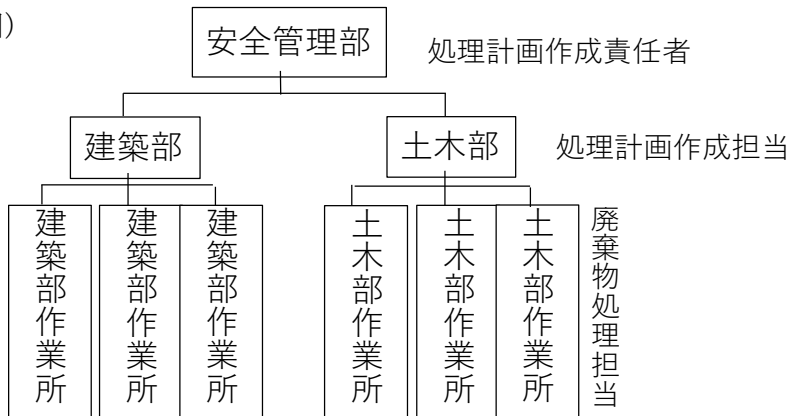 安全管理部
処理計画作成責任者
建築部
土木部
処理計画作成担当
建築部作業所
建築部作業所
建築部作業所
土木部作業所
土木部作業所
土木部作業所
廃棄物処理担当